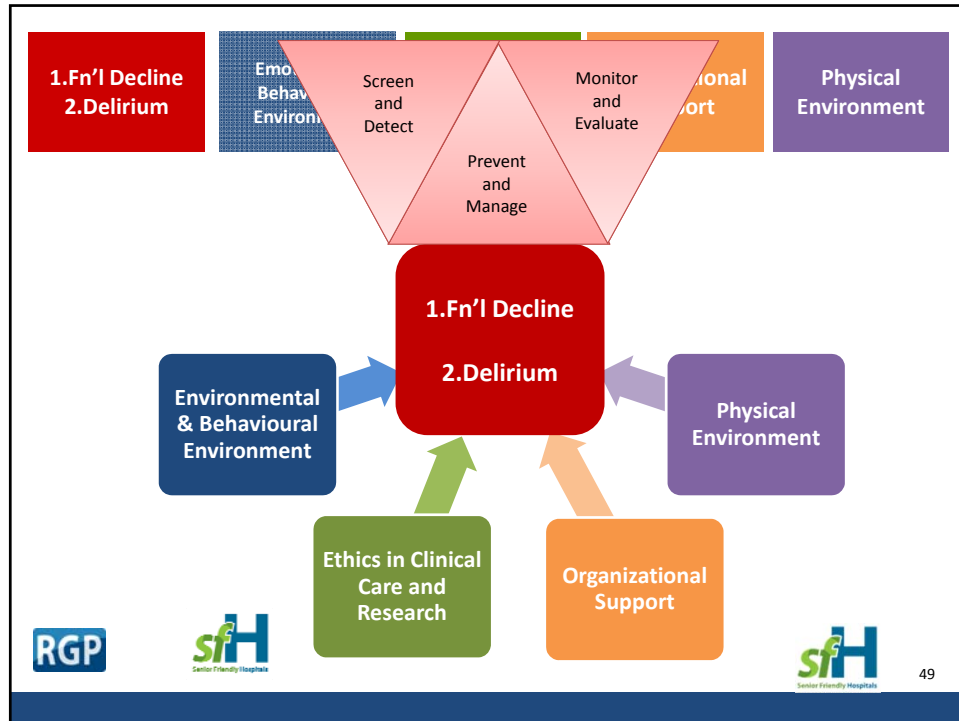 1.Fn'l Decline
2.Delirium
Physical
Environment
Screen
and
Detect
Prevent
and
Manage
Monitor
and
Evaluate
1.Fn'l Decline
2.Delirium
Environmental
& Behavioural
Environment
Ethics in Clinical
Care and
Research
Organizational
Support
Physical
Environment
RGP
sfH
Senior Friendly Hospitals
sfH
Senior Friendly Hospitals
49